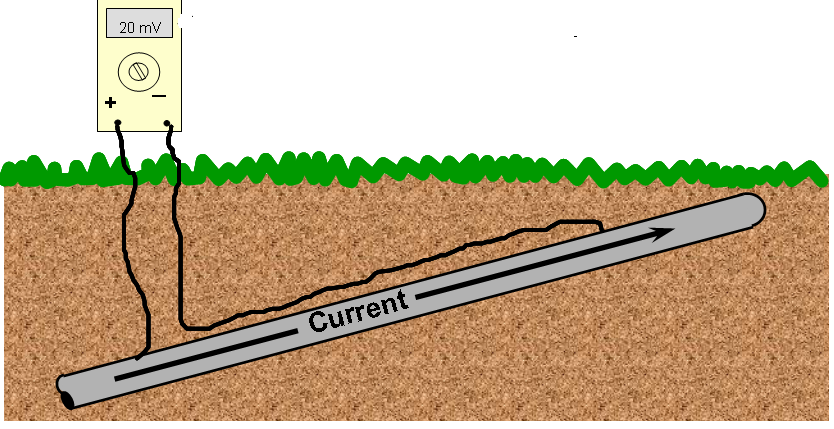 20 mV
+ −
Current